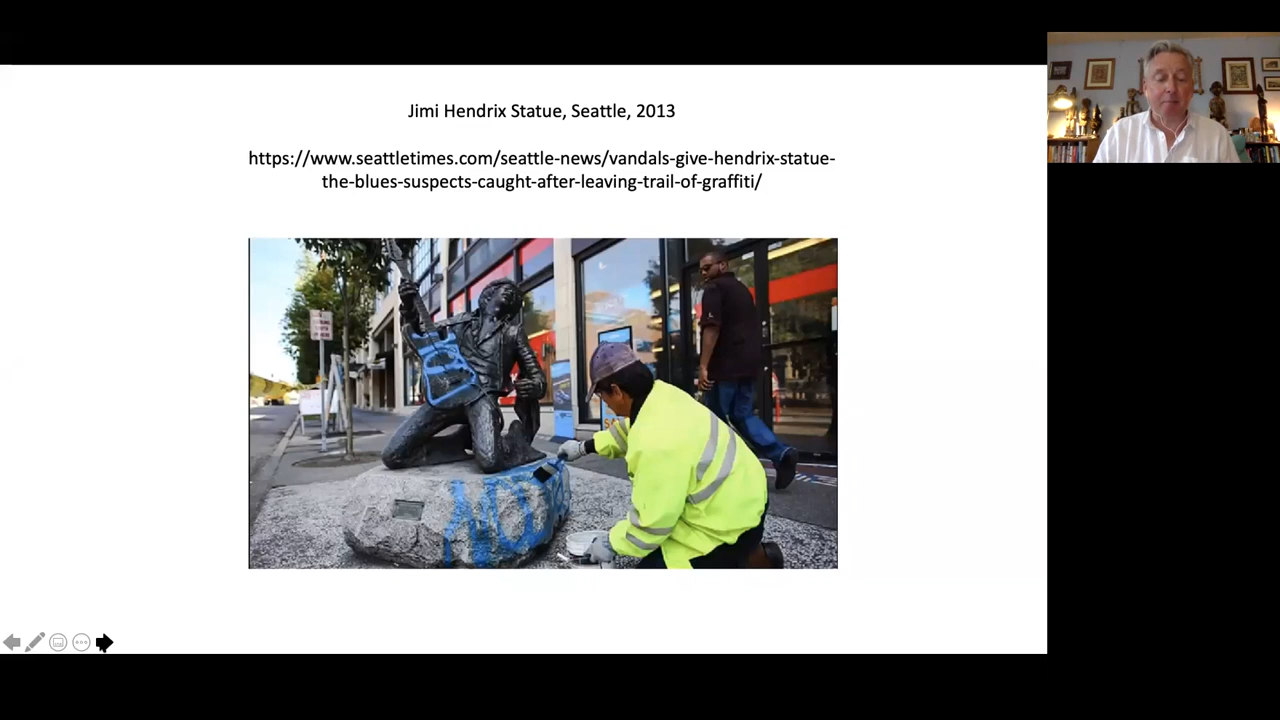 Jimi Hendrix Statue, Seattle, 2013
https://www.seattletimes.com/seattle-news/vandals-give-hendrix-statue-
the-blues-suspects-caught-after-leaving-trail-of-graffiti/